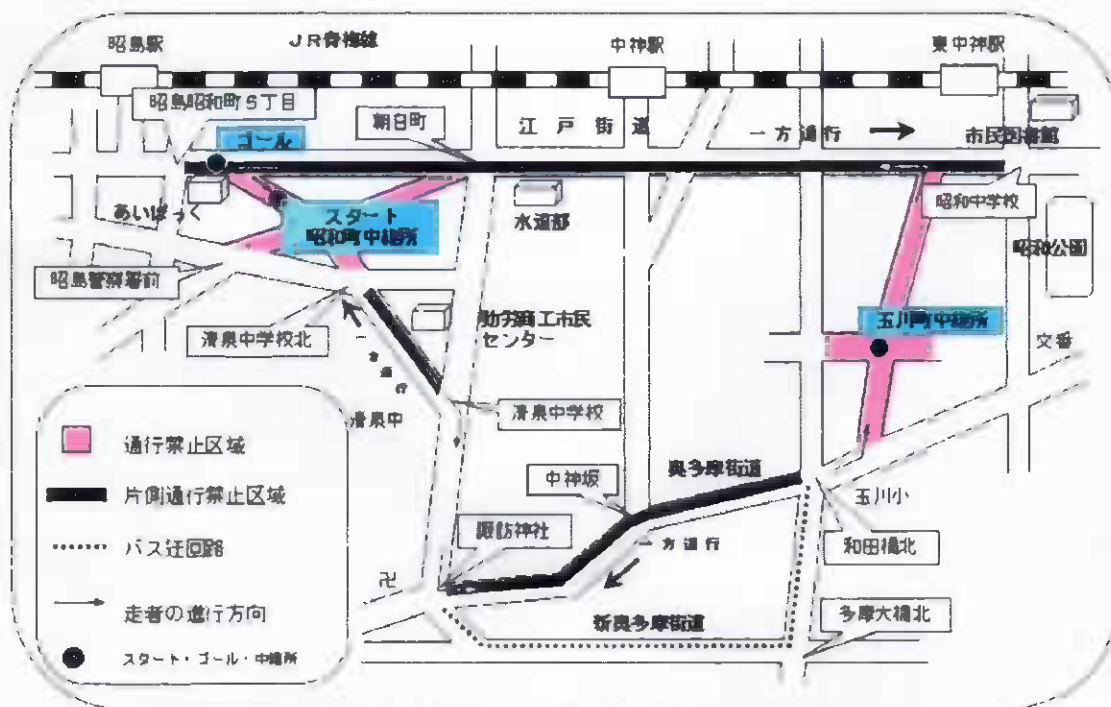 昭島駅
JR青梅線
中神駅
東中神駅
昭島昭和町5丁目
ゴール
朝日町
江戸街道
一方通行
市民図書館
昭和中学校
あいぽっく
スタート
昭和町中継所
水道部
昭和公園
昭島警察署前
清泉中学校北
一方通行
勤労商工市民
センター
玉川町中継所
交番
清泉中
清泉中学校
通行禁止区域
片側通行禁止区域
バス迂回路
走者の進行方向
スタート・ゴール・中継所
中神坂
奥多摩街道
玉川小
諏訪神社
一方通行
和田橋北
卍
新奥多摩街道
多摩大橋北